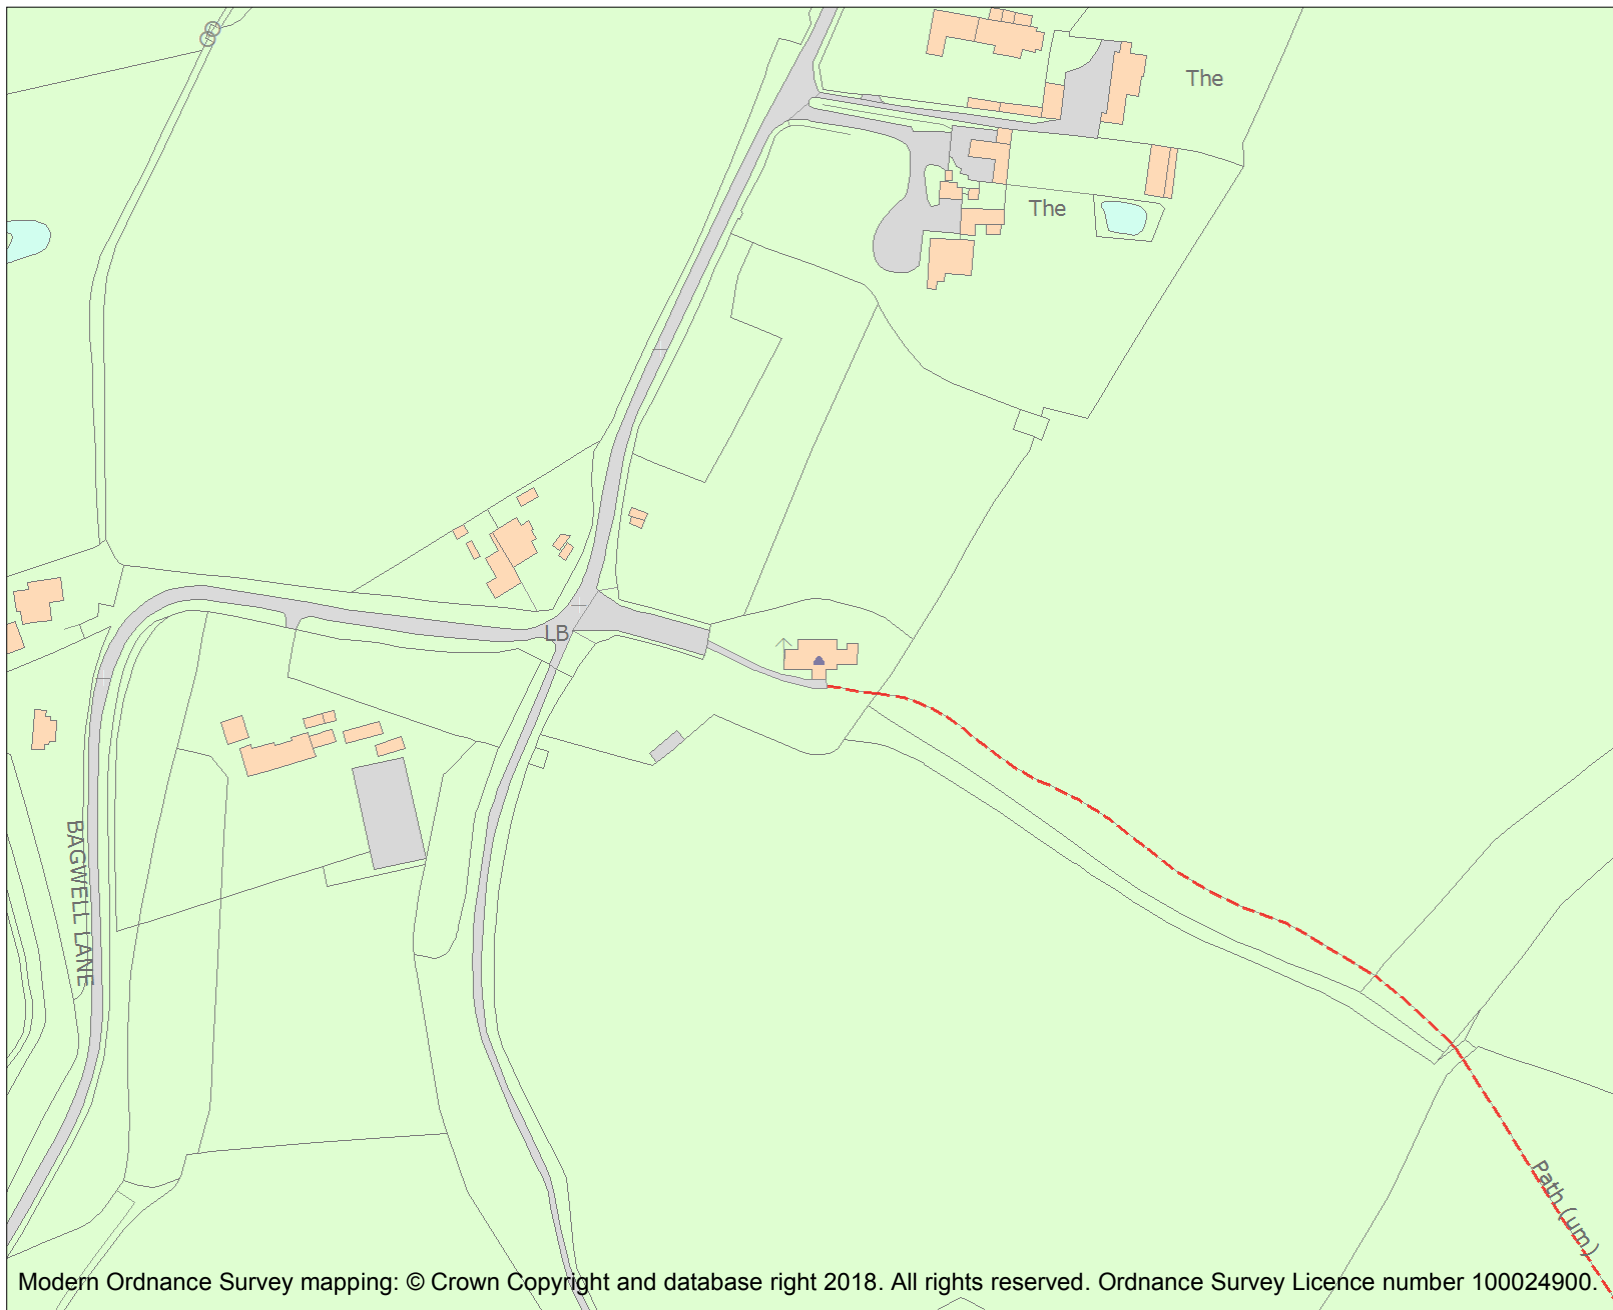 The
The
LB
BAGWELL LANE
Path (um)
Modern Ordnance Survey mapping: © Crown Copyright and database right 2018. All rights reserved. Ordnance Survey Licence number 100024900.